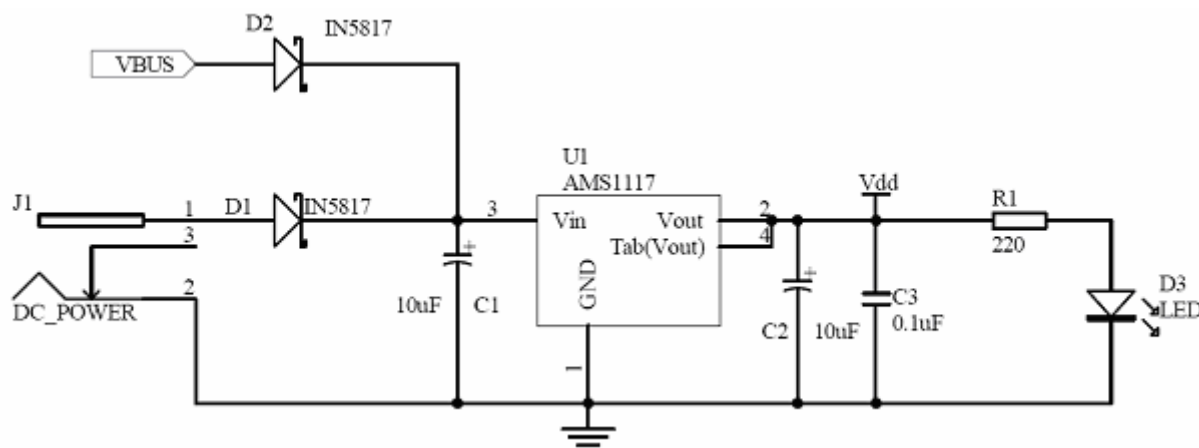 D2
IN5817
VBUS
U1
AMS1117
J1
1
D1
IN5817
3
Vin
Vout
2
Vdd
R1
3
Tab(Vout)
4
220
GND
2
DC_POWER
10uF
C1
C2
10uF
C3
0.1uF
D3
LED
1
+
+